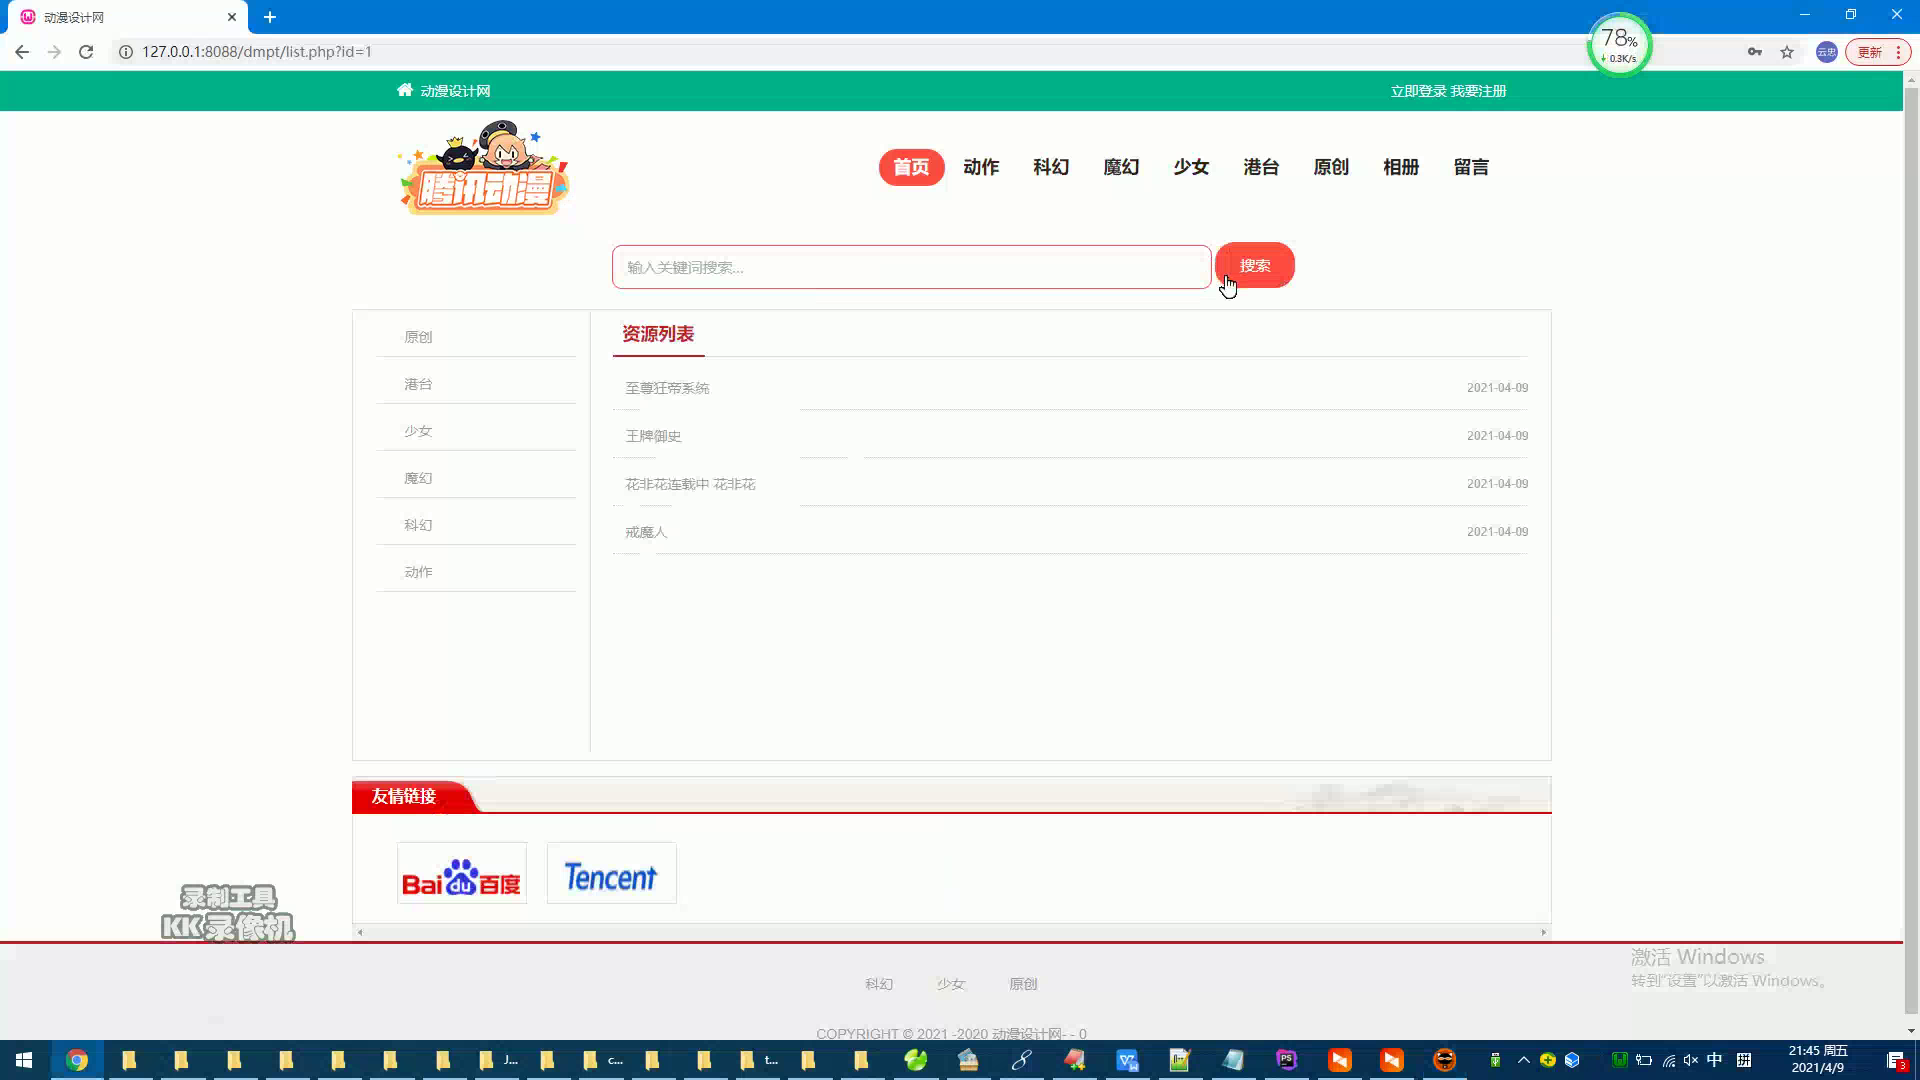 动漫设计网
127.0.0.1:8088/dmpt/list.php?id=1
78%
0.3K/s
云忠
更新
动漫设计网
立即登录 我要注册
腾讯动漫
首页 动作 科幻 魔幻 少女 港台 原创 相册 留言
输入关键词搜索...
搜索
原创
港台
少女
魔幻
科幻
动作
资源列表
至尊狂帝系统 2021-04-09
王牌御史 2021-04-09
花非花连载中 花非花 2021-04-09
戒魔人 2021-04-09
友情链接
Bai du 百度
Tencent
录制工具
KK录像机
激活 Windows
转到"设置"以激活 Windows。
科幻 少女 原创
COPYRIGHT © 2021 -2020 动漫设计网- - 0
J... c... t...
中
21:45 周五
2021/4/9
3